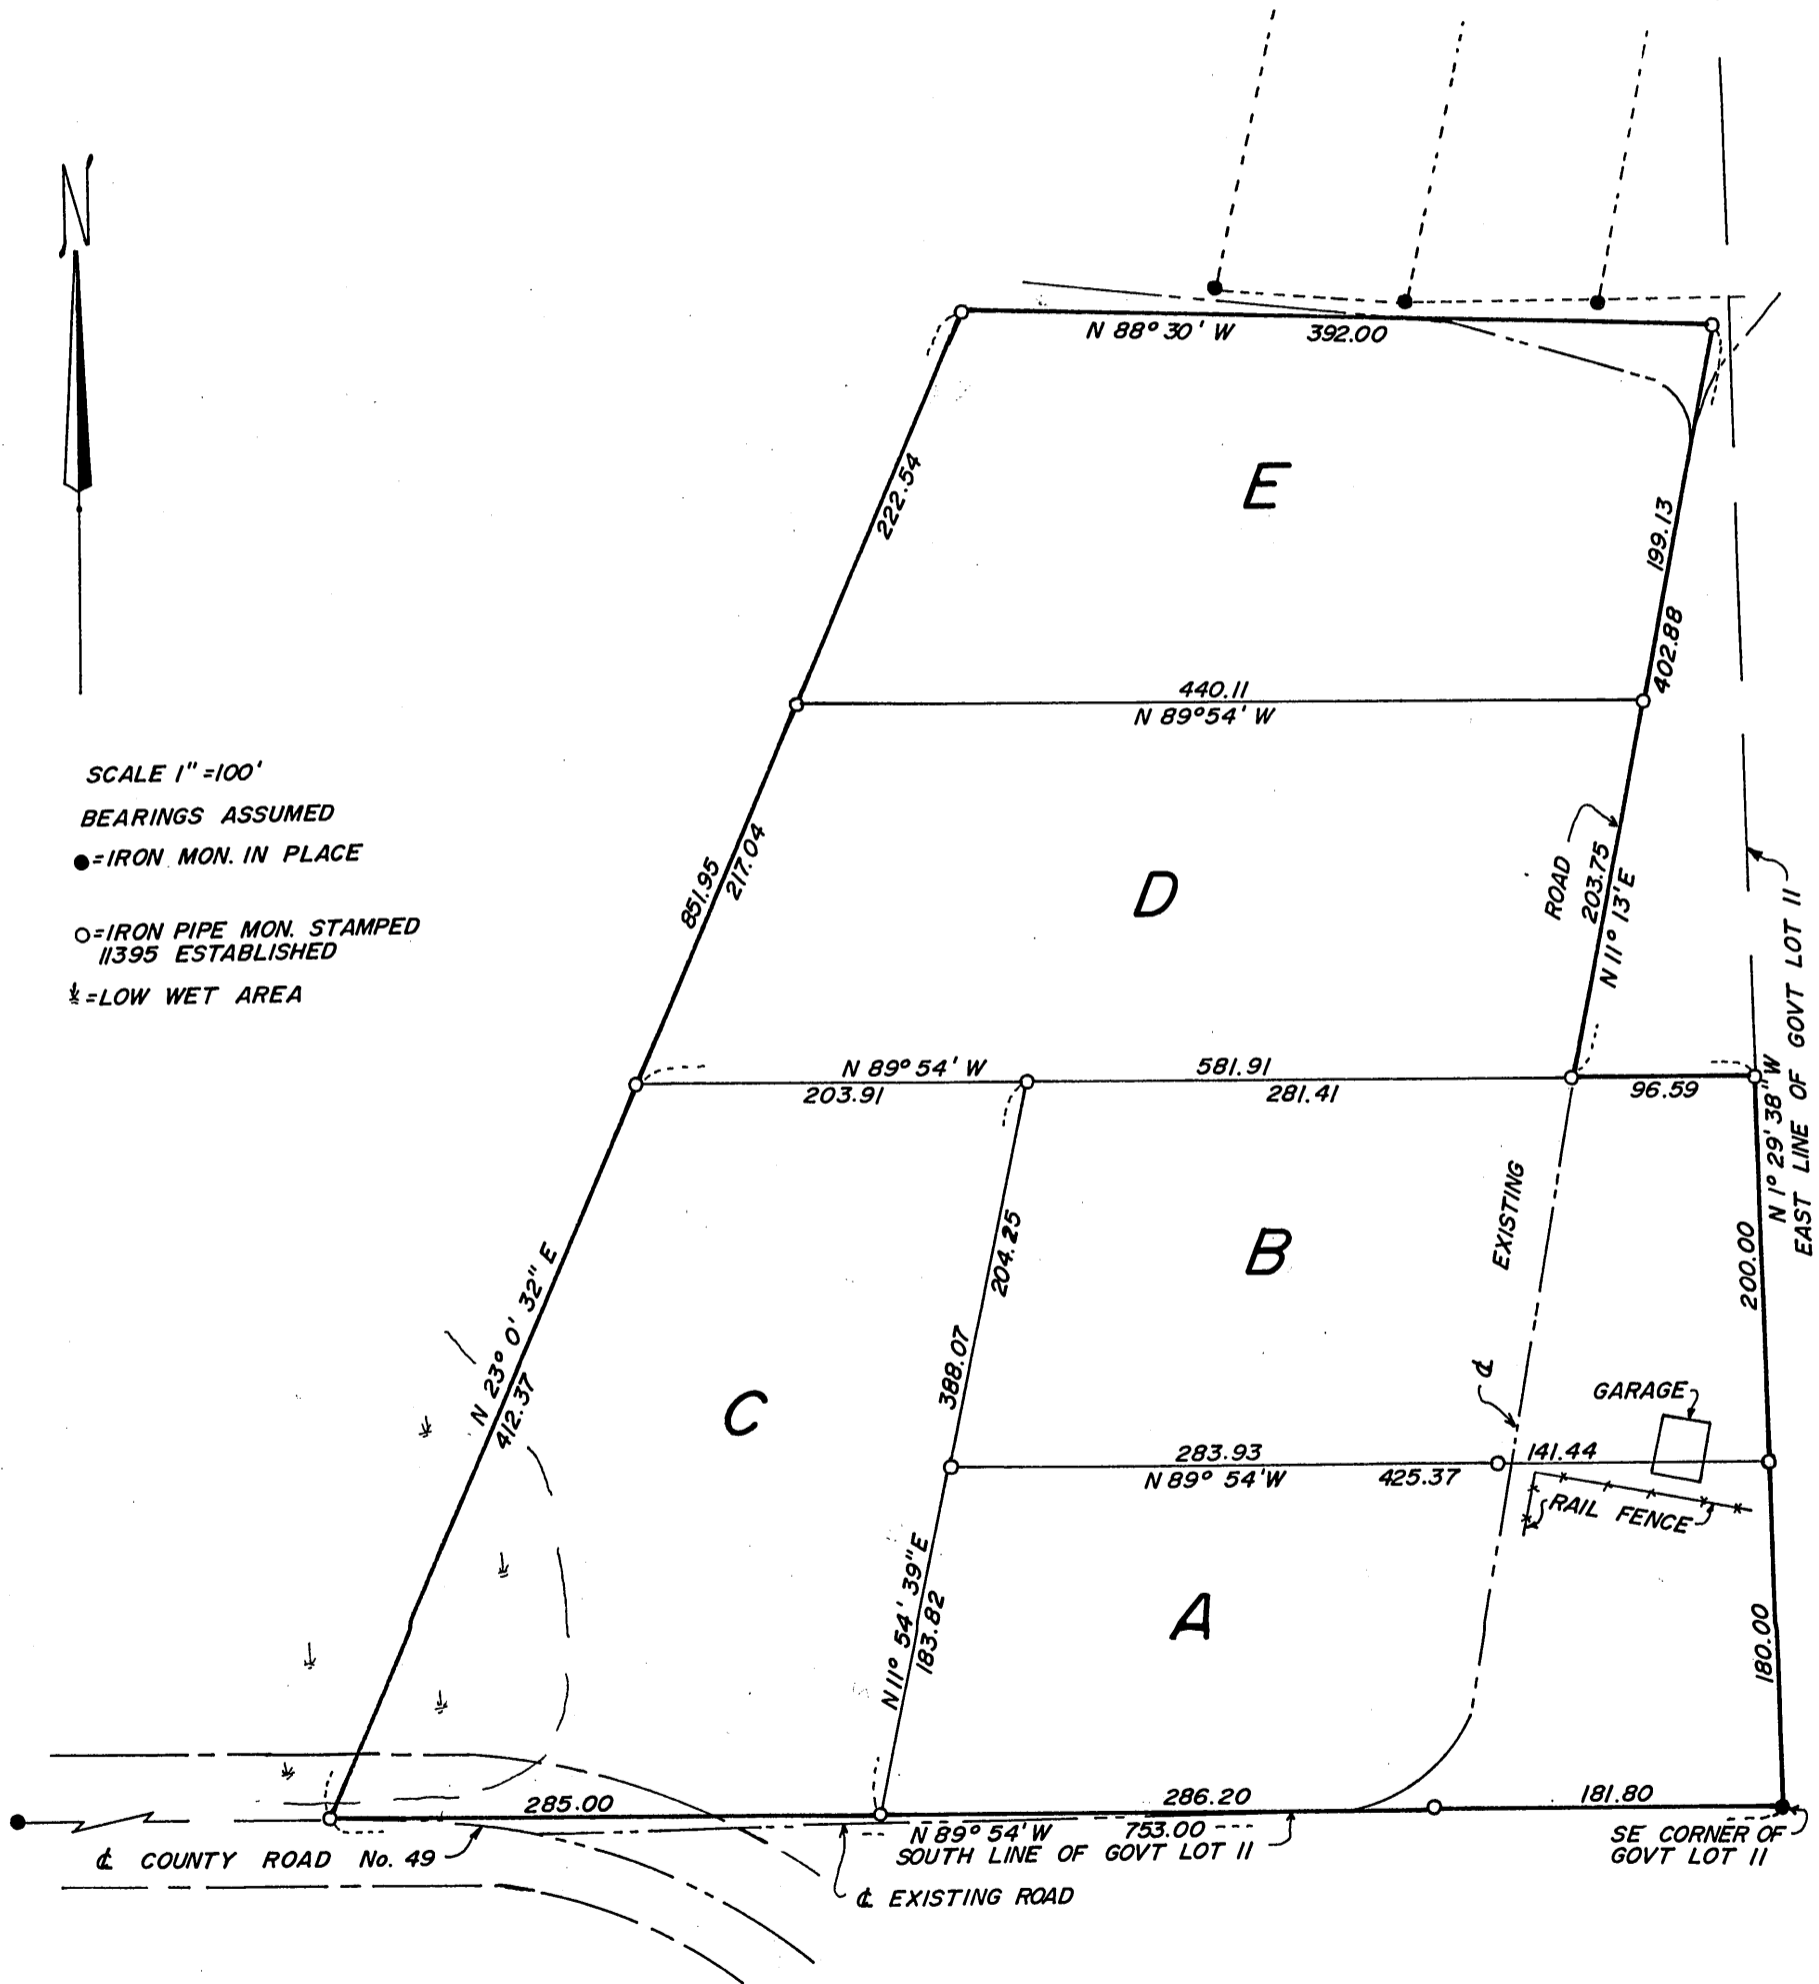 N
N 88° 30' W 392.00
222.54
E
199.13
402.88
440.11
N 89°54' W
SCALE 1" =100'
BEARINGS ASSUMED
●=IRON MON. IN PLACE
○=IRON PIPE MON. STAMPED
11395 ESTABLISHED
=LOW WET AREA
851.95
217.04
D
ROAD
203.75
N 11° 13' E
N 1° 29' 38" W
EAST LINE OF GOVT LOT 11
N 89° 54' W
203.91
581.91
281.41
96.59
204.25
388.07
B
EXISTING
200.00
N 23° 0' 32" E
412.37
C
℄
GARAGE
283.93
N 89° 54' W
425.37
141.44
RAIL FENCE
N 11° 54' 39" E
183.82
A
180.00
285.00
286.20
181.80
N 89° 54' W 753.00
SOUTH LINE OF GOVT LOT 11
SE CORNER OF
GOVT LOT 11
℄ COUNTY ROAD No. 49
℄ EXISTING ROAD